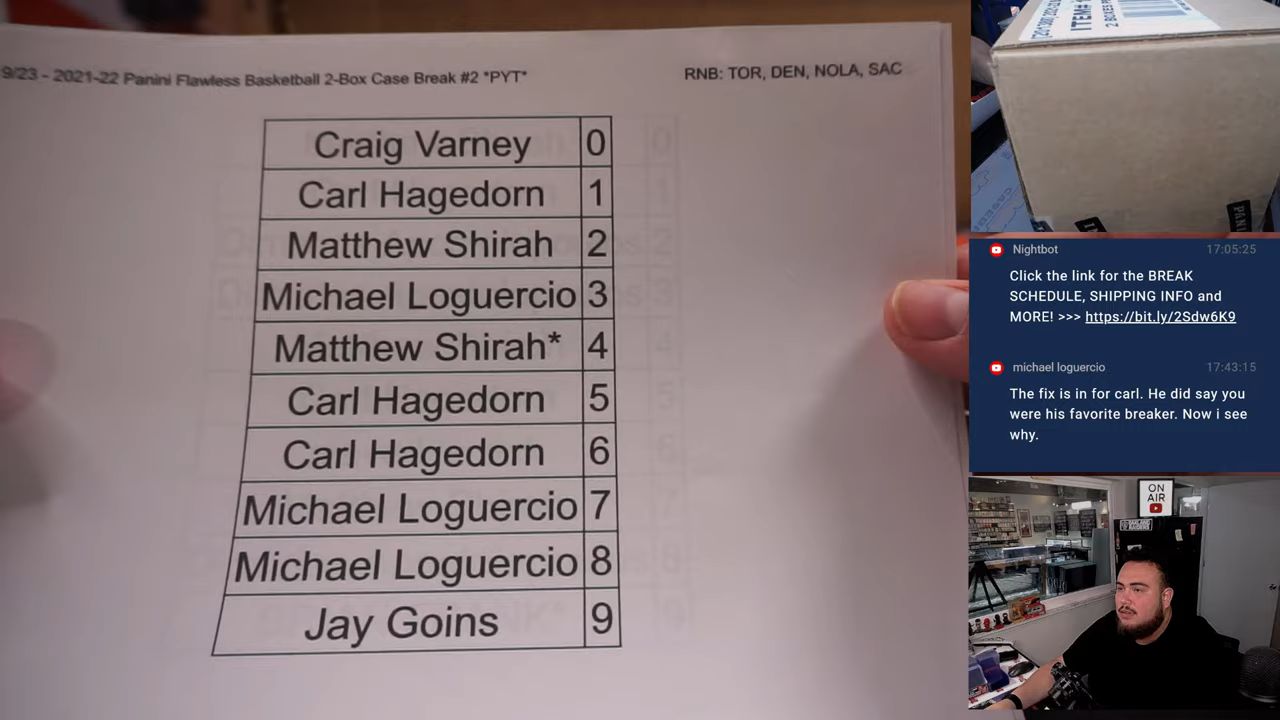 9/23 - 2021-22 Panini Flawless Basketball 2-Box Case Break #2 *PYT*
RNB: TOR, DEN, NOLA, SAC
Craig Varney 0
Carl Hagedorn 1
Matthew Shirah 2
Michael Loguercio 3
Matthew Shirah* 4
Carl Hagedorn 5
Carl Hagedorn 6
Michael Loguercio 7
Michael Loguercio 8
Jay Goins 9
ITEM#
2 BOXES
PANI
Nightbot 17:05:25
Click the link for the BREAK
SCHEDULE, SHIPPING INFO and
MORE! >>> https://bit.ly/2Sdw6K9
michael loguercio 17:43:15
The fix is in for carl. He did say you
were his favorite breaker. Now i see
why.
ON
AIR